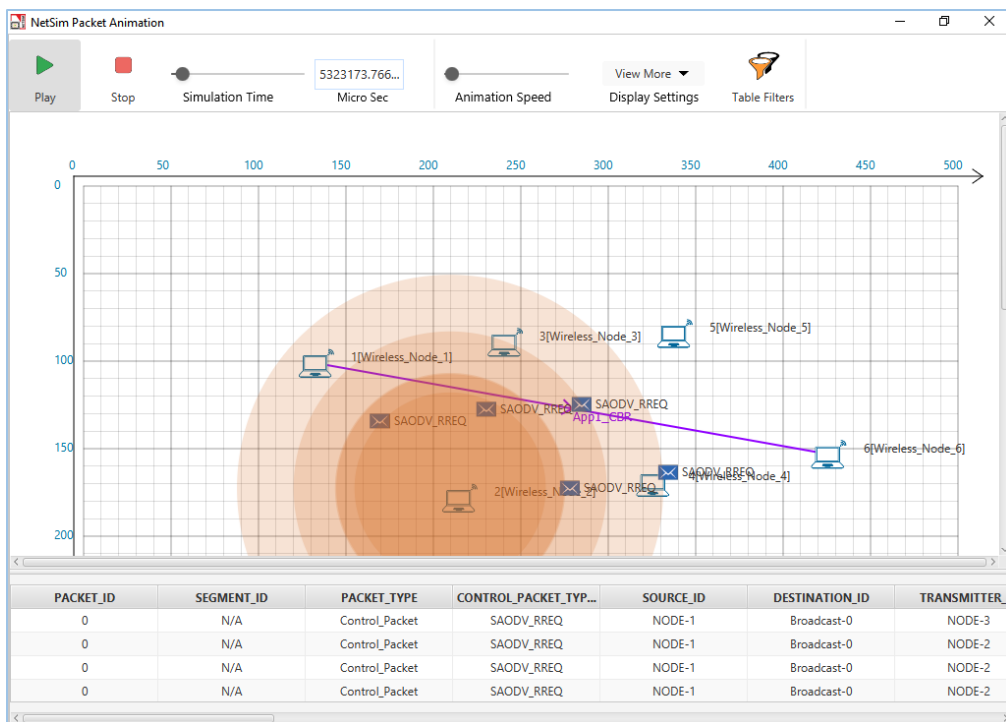 NetSim Packet Animation
5323173.766...
View More
Play
Stop
Simulation Time
Micro Sec
Animation Speed
Display Settings
Table Filters
0 50 100 150 200 250 300 350 400 450 500
0
50
5[Wireless_Node_5]
3[Wireless_Node_3]
100
1[Wireless_Node_1]
SAODV_RREQ
SAODV_RREQ
App1_CBR
SAODV_RREQ
150
6[Wireless_Node_6]
SAODV_RREQ
4[Wireless_Node_4]
SAODV_RREQ
2[Wireless_Node_2]
200
PACKET_ID SEGMENT_ID PACKET_TYPE CONTROL_PACKET_TYP... SOURCE_ID DESTINATION_ID TRANSMITTER_
0 N/A Control_Packet SAODV_RREQ NODE-1 Broadcast-0 NODE-3
0 N/A Control_Packet SAODV_RREQ NODE-1 Broadcast-0 NODE-2
0 N/A Control_Packet SAODV_RREQ NODE-1 Broadcast-0 NODE-2
0 N/A Control_Packet SAODV_RREQ NODE-1 Broadcast-0 NODE-2